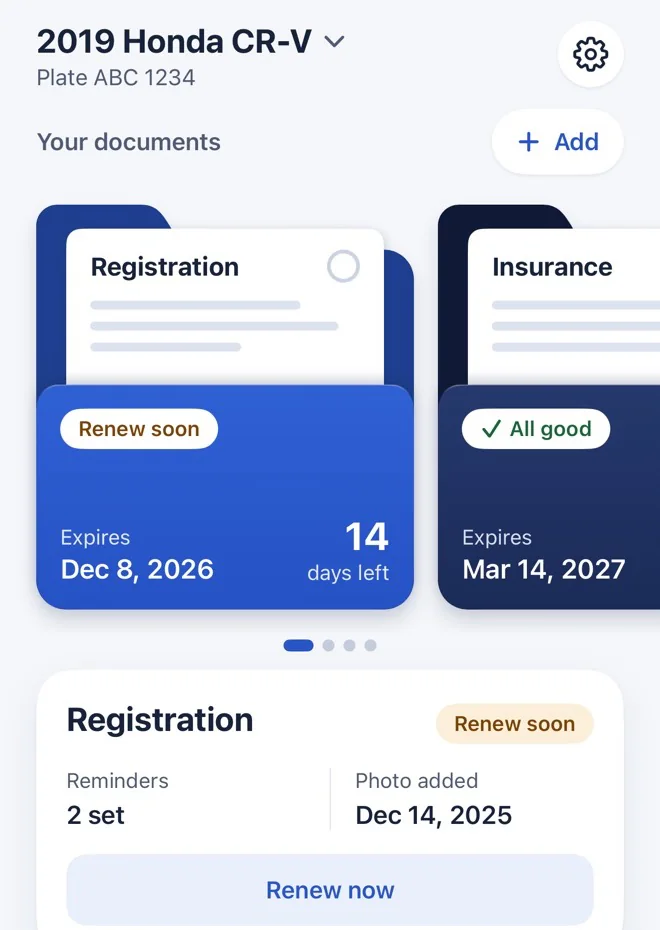 2019 Honda CR-V
Plate ABC 1234
Your documents
+ Add
Registration
Renew soon
Expires
Dec 8, 2026
14
days left
Insurance
✓ All good
Expires
Mar 14, 2027
Registration
Renew soon
Reminders
2 set
Photo added
Dec 14, 2025
Renew now